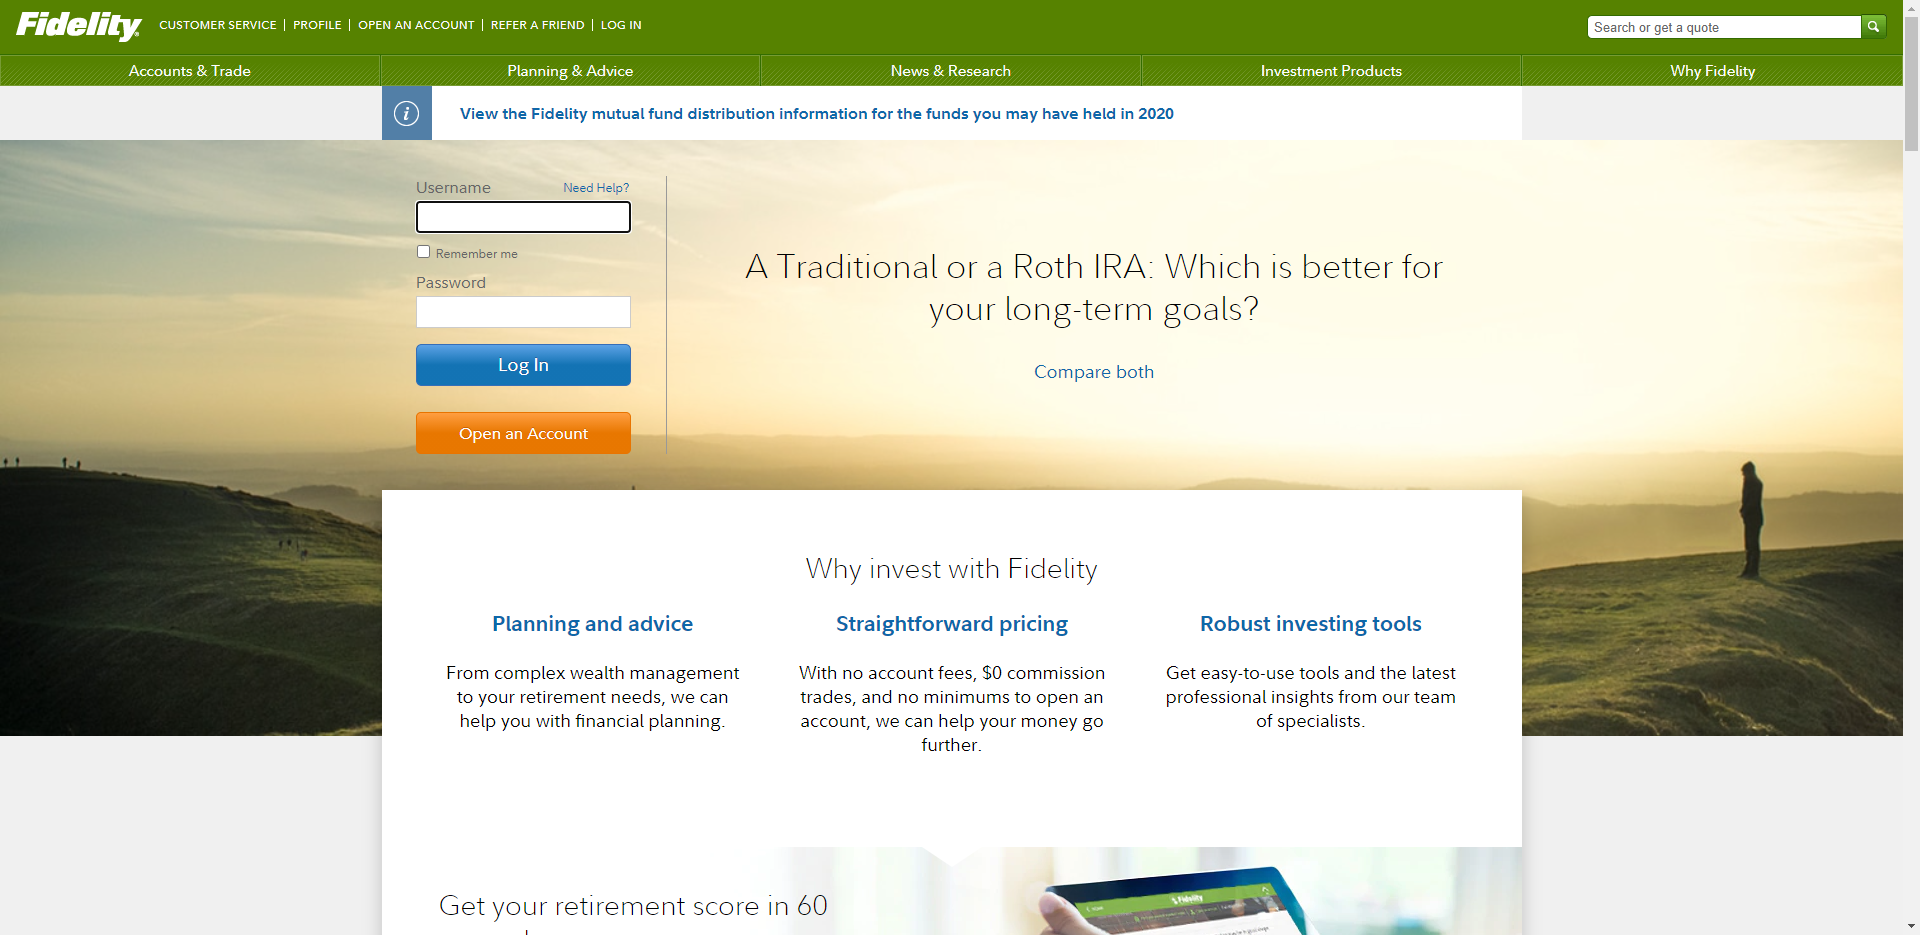 Fidelity
CUSTOMER SERVICE | PROFILE | OPEN AN ACCOUNT | REFER A FRIEND | LOG IN
Search or get a quote
Accounts & Trade
Planning & Advice
News & Research
Investment Products
Why Fidelity
View the Fidelity mutual fund distribution information for the funds you may have held in 2020
Username
Need Help?
Remember me
Password
Log In
Open an Account
A Traditional or a Roth IRA: Which is better for
your long-term goals?
Compare both
Why invest with Fidelity
Planning and advice
From complex wealth management
to your retirement needs, we can
help you with financial planning.
Straightforward pricing
With no account fees, $0 commission
trades, and no minimums to open an
account, we can help your money go
further.
Robust investing tools
Get easy-to-use tools and the latest
professional insights from our team
of specialists.
Get your retirement score in 60
Fidelity